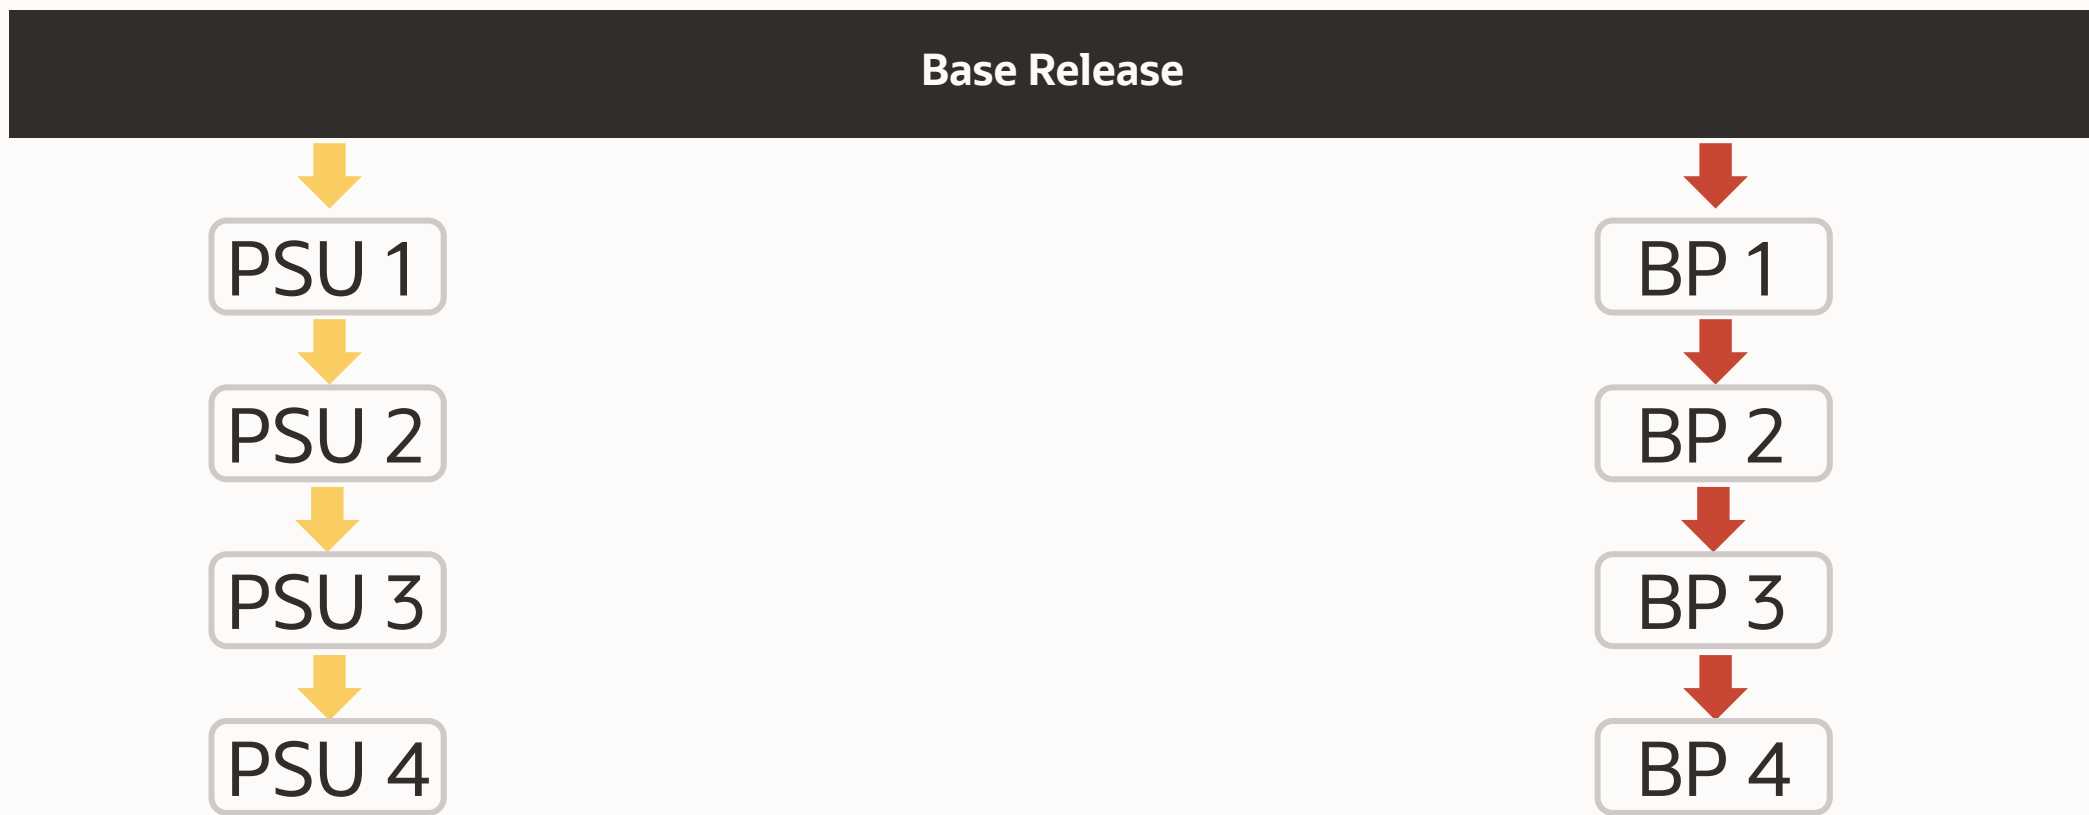 Base Release
PSU 1
BP 1
PSU 2
BP 2
PSU 3
BP 3
PSU 4
BP 4